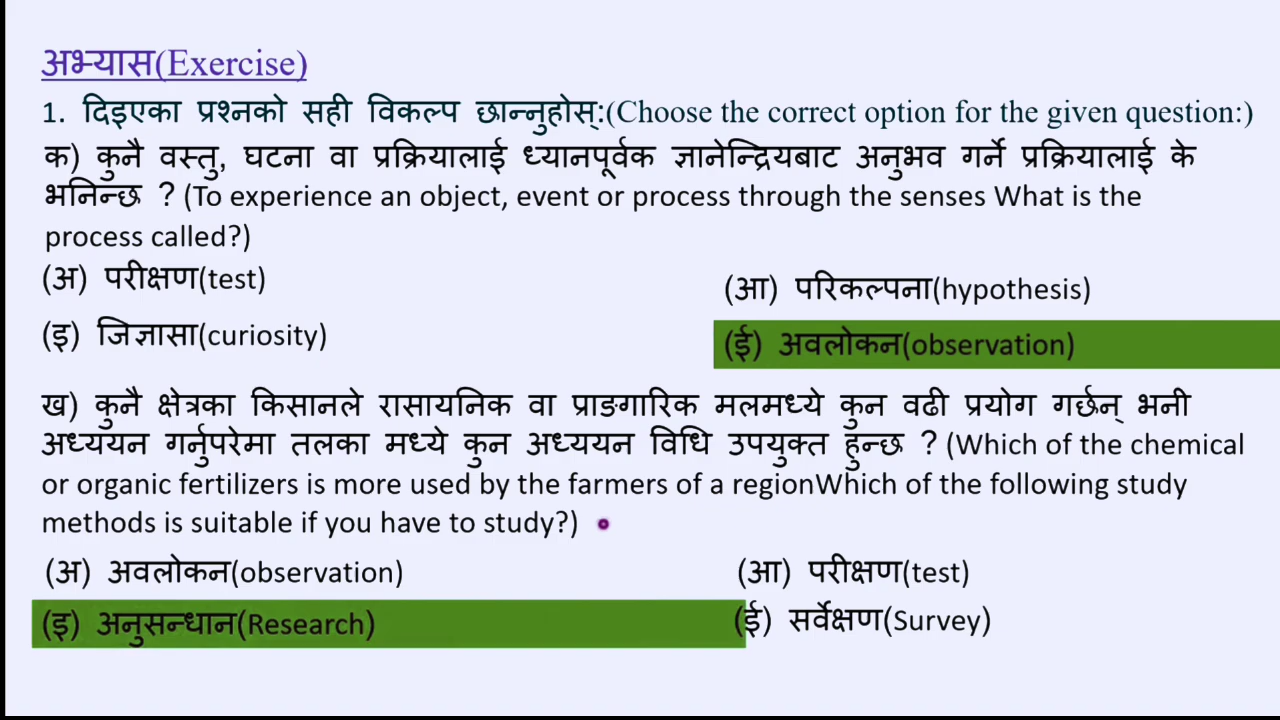 अभ्यास(Exercise)
1. दिइएका प्रश्नको सही विकल्प छान्नुहोस्:(Choose the correct option for the given question:)
क) कुनै वस्तु, घटना वा प्रक्रियालाई ध्यानपूर्वक ज्ञानेन्द्रियबाट अनुभव गर्ने प्रक्रियालाई के
भनिन्छ ? (To experience an object, event or process through the senses What is the
process called?)
(अ) परीक्षण(test)
(आ) परिकल्पना(hypothesis)
(इ) जिज्ञासा(curiosity)
(ई) अवलोकन(observation)
ख) कुनै क्षेत्रका किसानले रासायनिक वा प्राङगारिक मलमध्ये कुन वढी प्रयोग गर्छन् भनी
अध्ययन गर्नुपरेमा तलका मध्ये कुन अध्ययन विधि उपयुक्त हुन्छ ? (Which of the chemical
or organic fertilizers is more used by the farmers of a regionWhich of the following study
methods is suitable if you have to study?)
(अ) अवलोकन(observation)
(आ) परीक्षण(test)
(इ) अनुसन्धान(Research)
(ई) सर्वेक्षण(Survey)